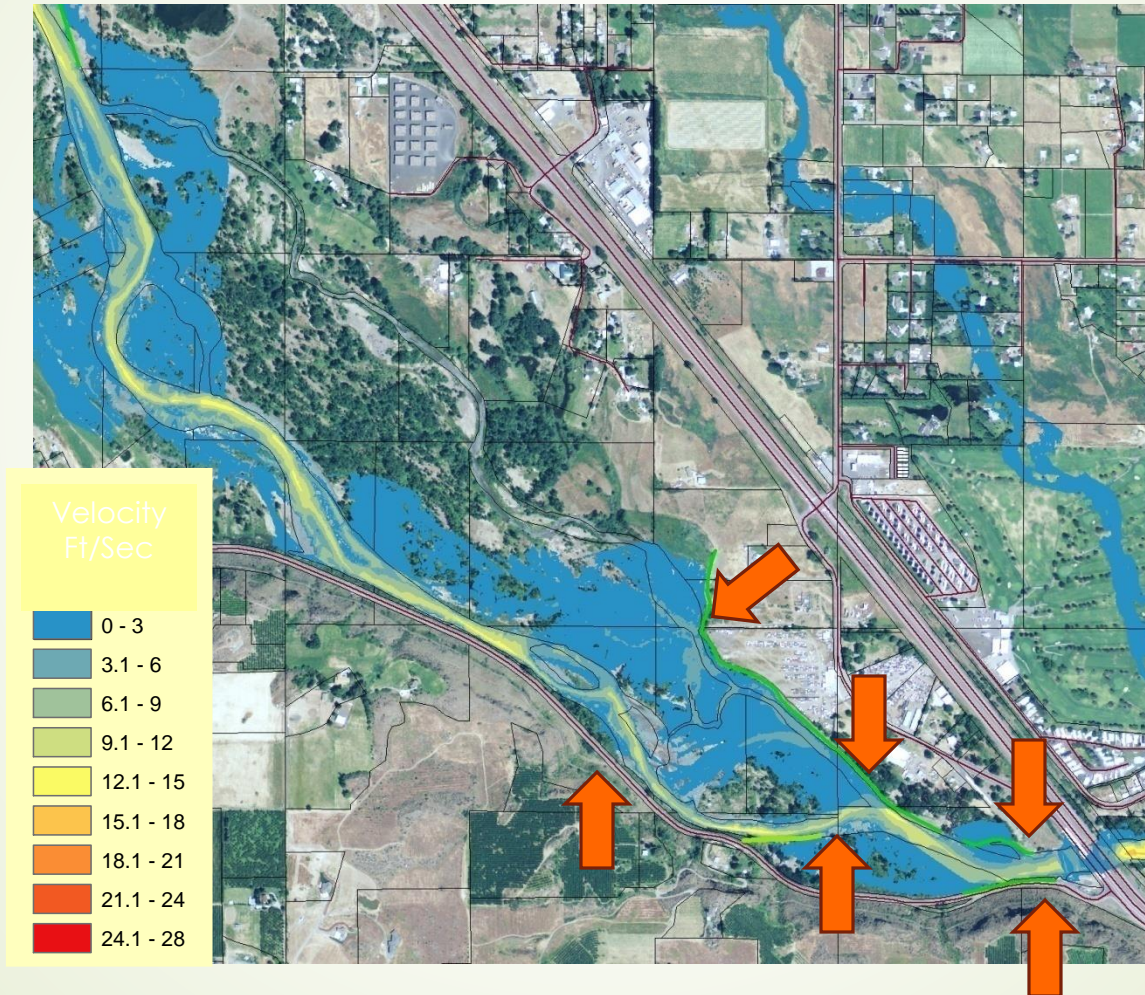 Velocity
Ft/Sec
0 - 3
3.1 - 6
6.1 - 9
9.1 - 12
12.1 - 15
15.1 - 18
18.1 - 21
21.1 - 24
24.1 - 28